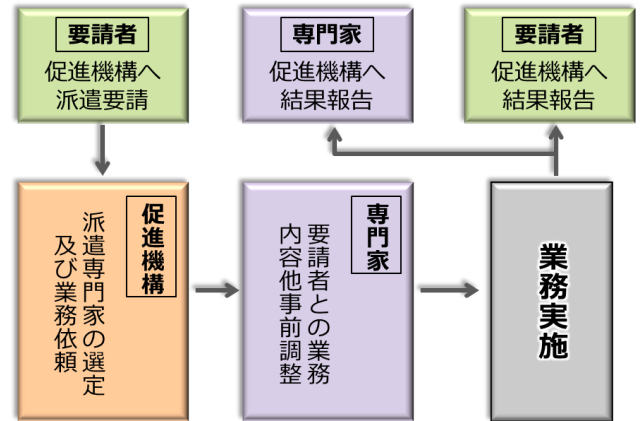 要請者
促進機構へ
派遣要請
専門家
促進機構へ
結果報告
要請者
促進機構へ
結果報告
促進機構
派遣専門家の選定
及び業務依頼
専門家
要請者との業務
内容他事前調整
業務実施